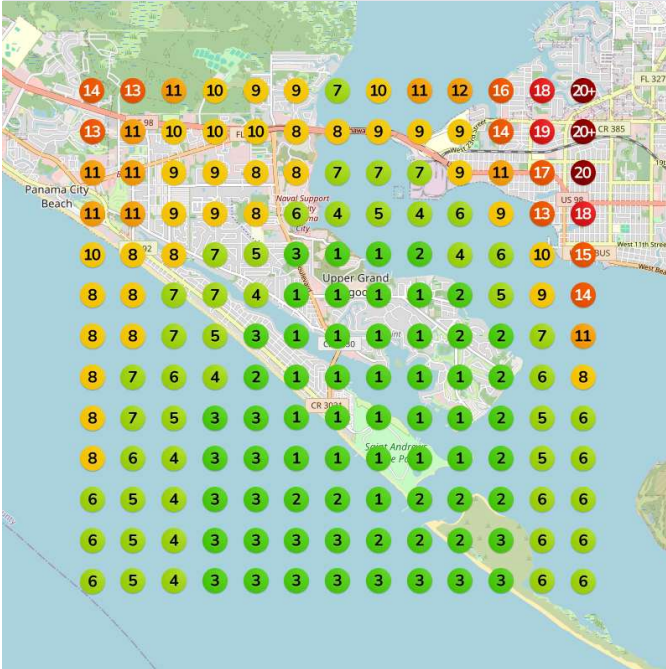 FL 327
14 13 11 10 9 9 7 10 11 12 16 18 20+
98
13 11 10 10 10 8 8 9 9 9 14 19 20+
FL
CR 385
West 23rd Street
11 11 9 9 8 8 7 7 7 9 11 17 20
Panama City
Beach
Naval Support
City
US 98
11 11 9 9 8 6 4 5 4 6 9 13 18
West 11th Stree
10 8 8 7 5 3 1 1 2 4 6 10 15
92
BUS
West Bea
Upper Grand
8 8 7 7 4 1 1 1 1 2 5 9 14
8 8 7 5 3 1 1 1 1 2 2 7 11
8 7 6 4 2 1 1 1 1 1 2 6 8
CR 3031
8 7 5 3 3 1 1 1 1 1 2 5 6
Saint Andrews
8 6 4 3 3 1 1 1 1 1 2 5 6
6 5 4 3 3 2 2 1 2 2 2 6 6
6 5 4 3 3 3 3 2 2 2 3 6 6
6 5 4 3 3 3 3 3 3 3 3 6 6